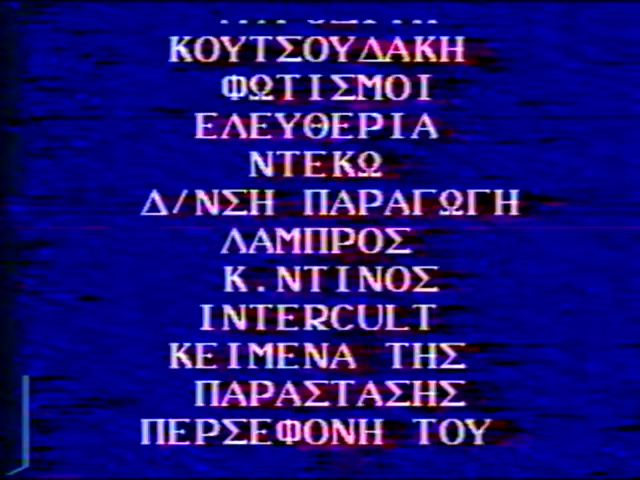 ΚΟΥΤΣΟΥΔΑΚΗ
ΦΩΤΙΣΜΟΙ
ΕΛΕΥΘΕΡΙΑ
ΝΤΕΚΩ
Δ/ΝΣΗ ΠΑΡΑΓΩΓΗ
ΛΑΜΠΡΟΣ
Κ.ΝΤΙΝΟΣ
INTERCULT
ΚΕΙΜΕΝΑ ΤΗΣ
ΠΑΡΑΣΤΑΣΗΣ
ΠΕΡΣΕΦΟΝΗ ΤΟΥ